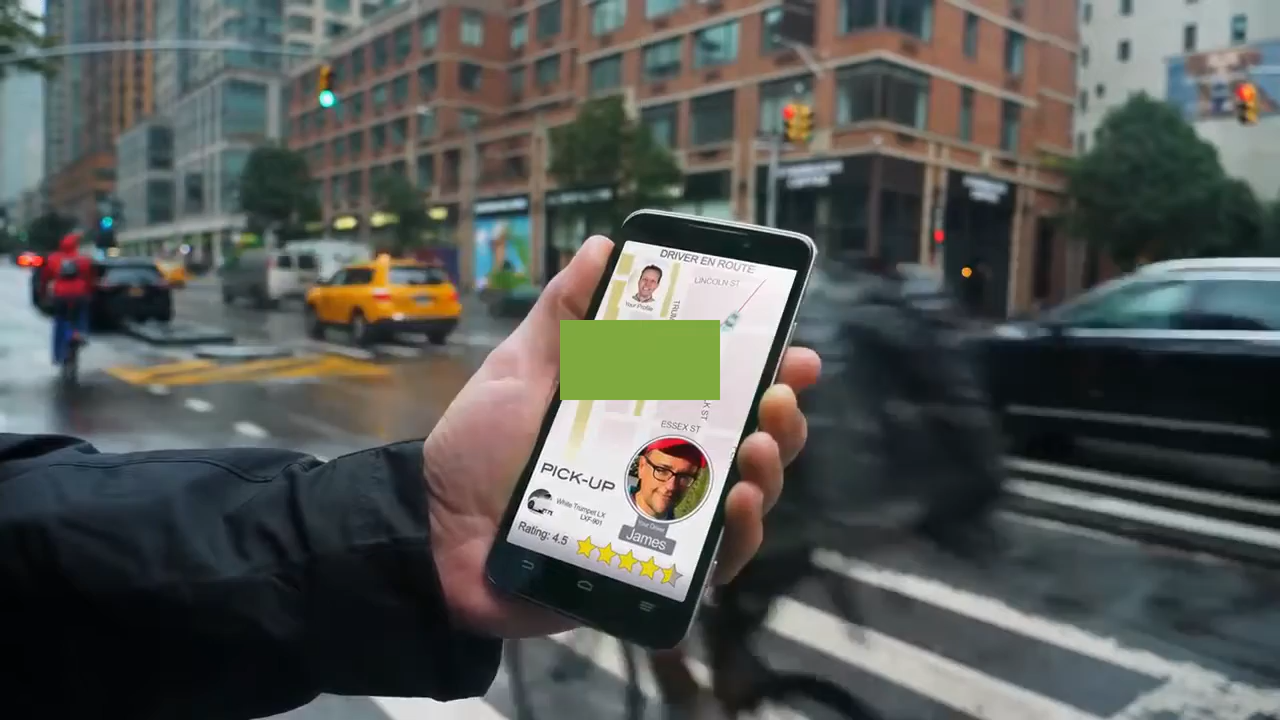 DRIVER EN ROUTE
LINCOLN ST
Your Profile
ESSEX ST
PICK-UP
White Trumpet LX
LXF-901
Your Driver
James
Rating: 4.5